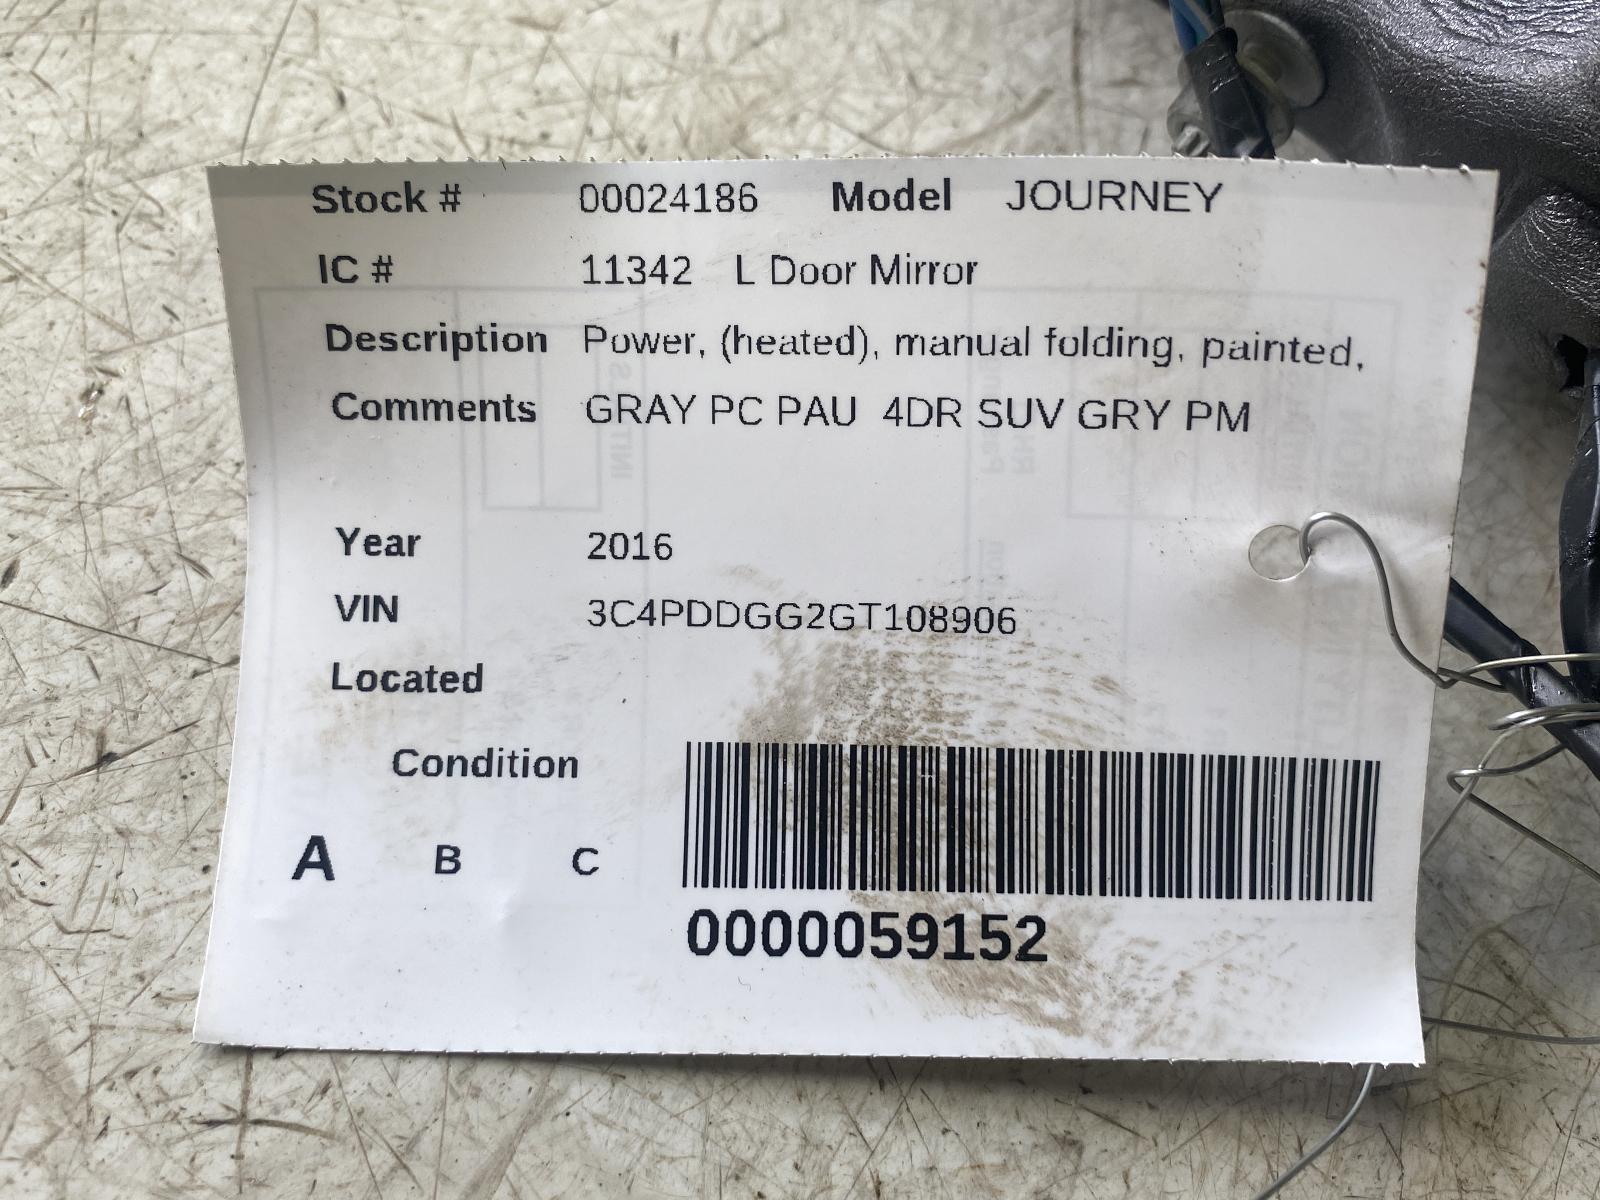 Stock # 00024186 Model JOURNEY
IC # 11342 L Door Mirror
Description Power, (heated), manual folding, painted,
Comments GRAY PC PAU 4DR SUV GRY PM
Year 2016
VIN 3C4PDDGG2GT108906
Located
Condition
A B C
0000059152